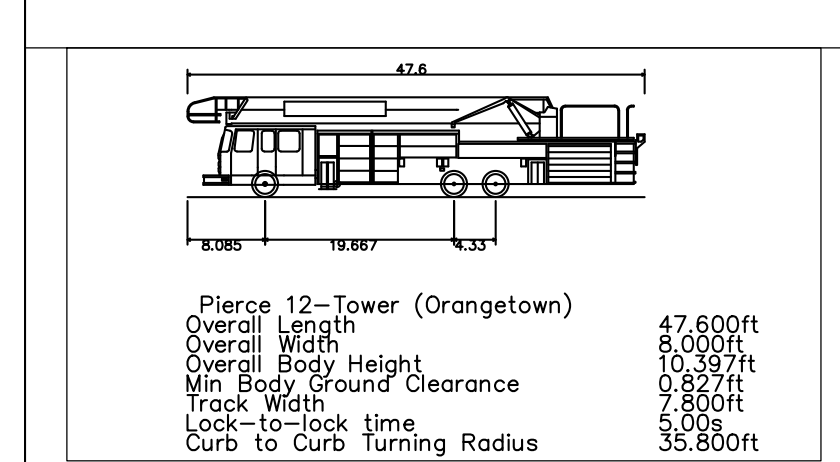 47.6
8.085 19.667 4.33
Pierce 12-Tower (Orangetown)
Overall Length 47.600ft
Overall Width 8.000ft
Overall Body Height 10.397ft
Min Body Ground Clearance 0.827ft
Track Width 7.800ft
Lock-to-lock time 5.00s
Curb to Curb Turning Radius 35.800ft